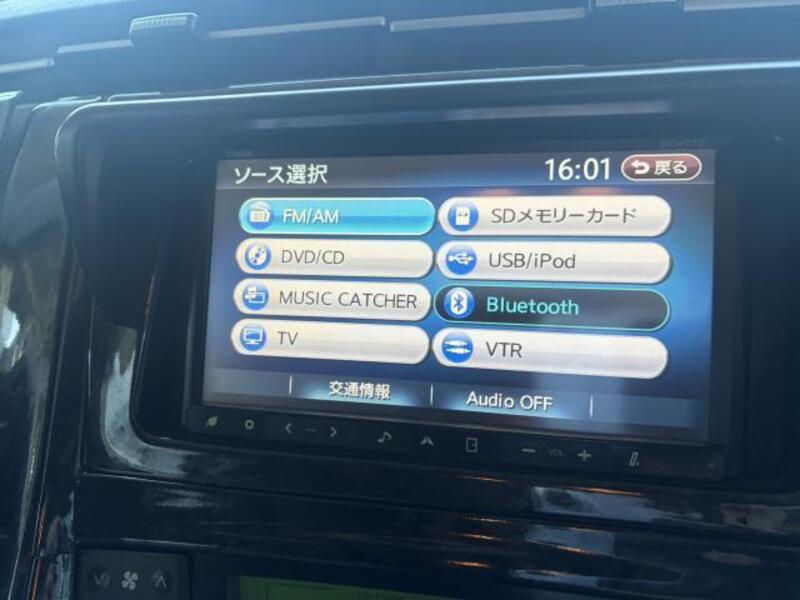 ソース選択
16:01
戻る
FM/AM
SDメモリーカード
DVD/CD
USB/iPod
MUSIC CATCHER
Bluetooth
TV
VTR
交通情報
Audio OFF
VOL